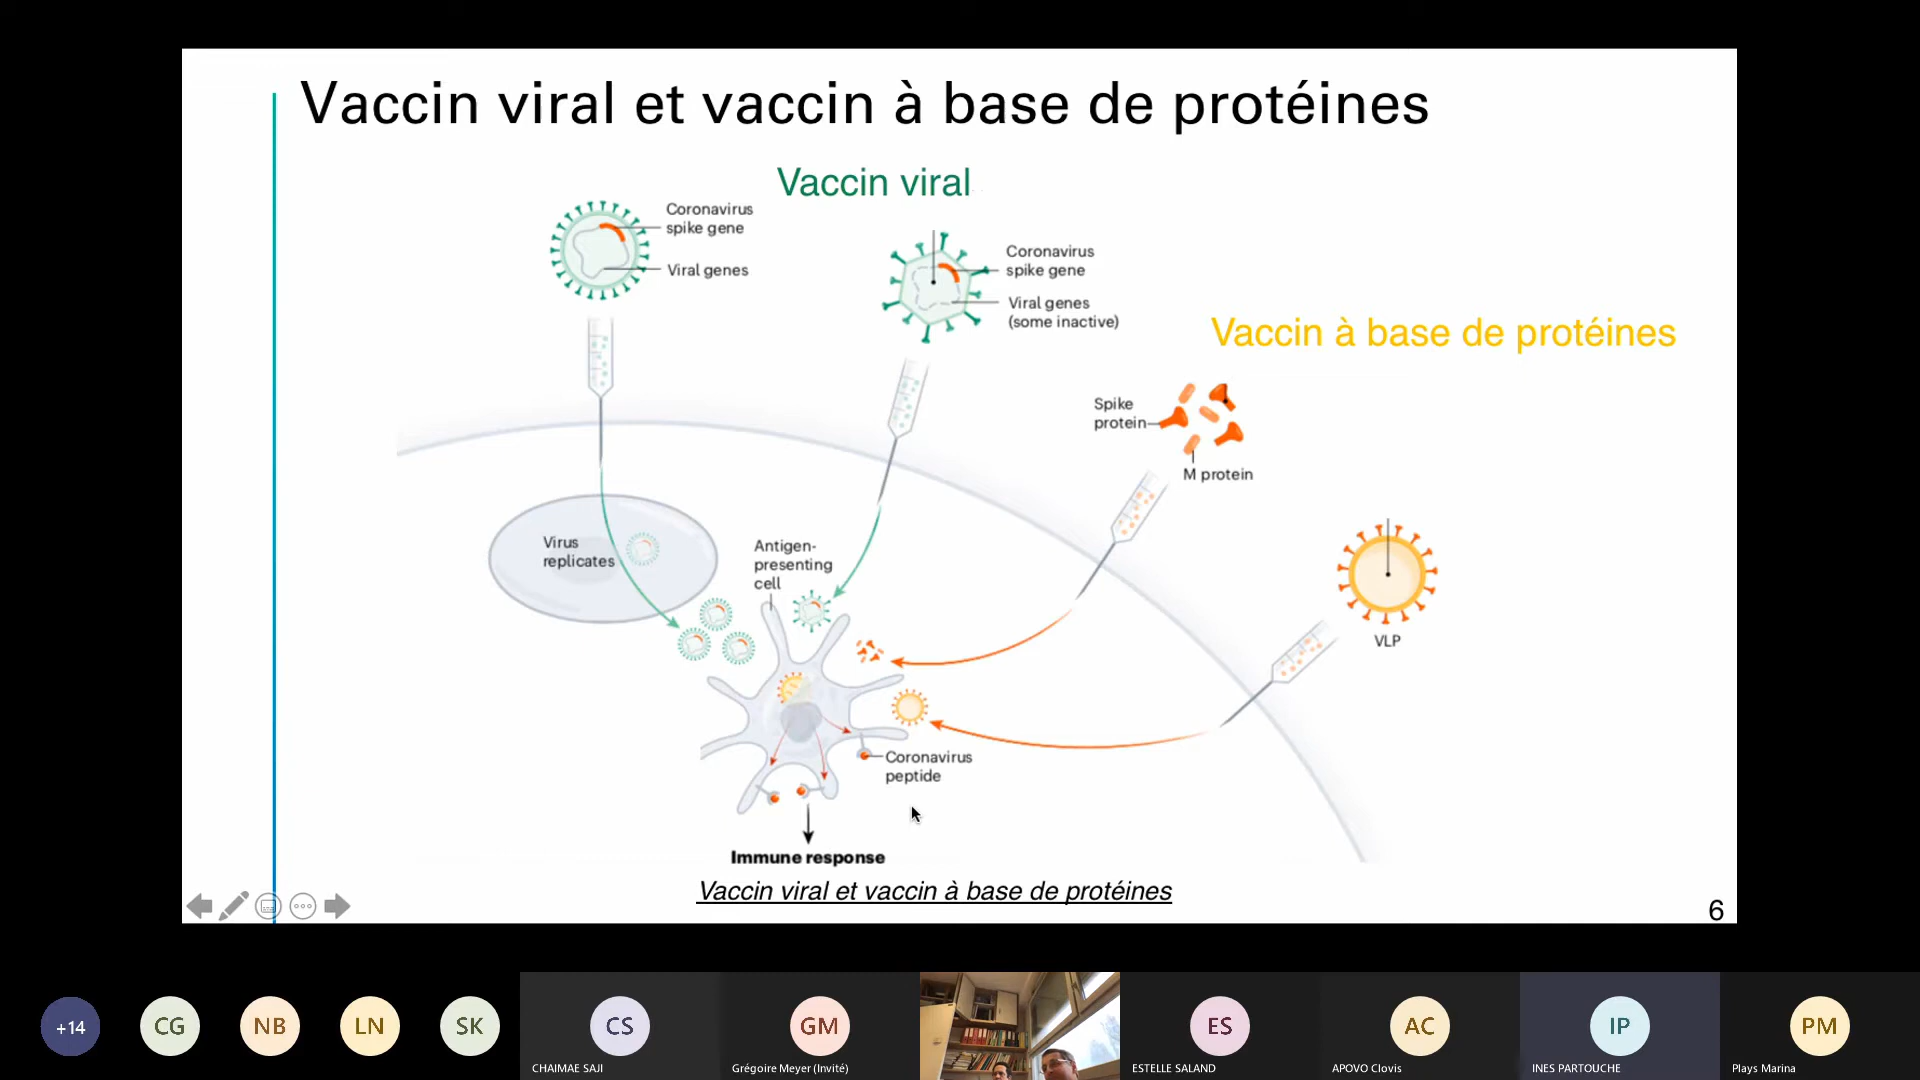 Vaccin viral et vaccin à base de protéines
Vaccin viral
Coronavirus
spike gene
Viral genes
Coronavirus
spike gene
Viral genes
(some inactive)
Vaccin à base de protéines
Spike
protein
M protein
Virus
replicates
Antigen-
presenting
cell
VLP
Coronavirus
peptide
Immune response
Vaccin viral et vaccin à base de protéines
6
+14
CG
NB
LN
SK
CS
CHAIMAE SAJI
GM
Grégoire Meyer (Invité)
ES
ESTELLE SALAND
AC
APOVO Clovis
IP
INES PARTOUCHE
PM
Plays Marina